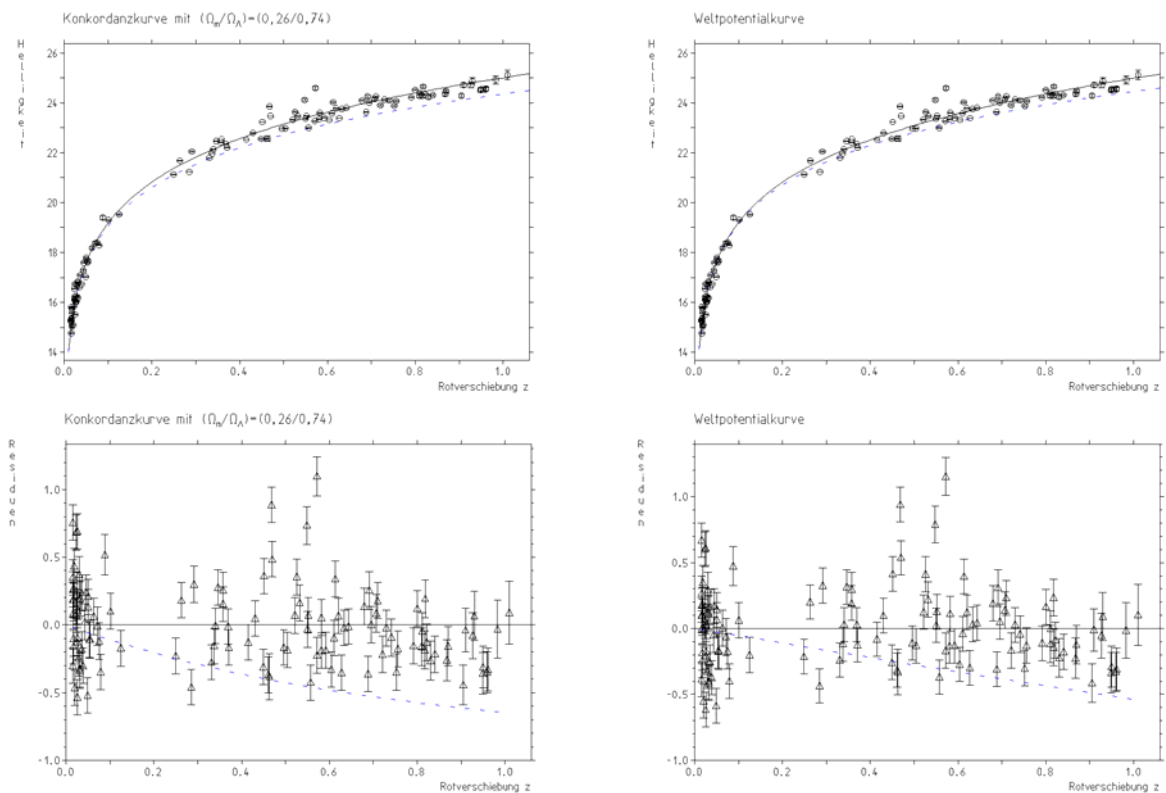 Konkordanzkurve mit (Ωₘ/Ω_Λ)=(0,26/0,74)
Helligkeit
26
24
22
20
18
16
14
0.0 0.2 0.4 0.6 0.8 1.0
Rotverschiebung z
Weltpotentialkurve
Helligkeit
26
24
22
20
18
16
14
0.0 0.2 0.4 0.6 0.8 1.0
Rotverschiebung z
Konkordanzkurve mit (Ωₘ/Ω_Λ)=(0,26/0,74)
Residuen
1.0
0.5
0.0
-0.5
-1.0
0.0 0.2 0.4 0.6 0.8 1.0
Rotverschiebung z
Weltpotentialkurve
Residuen
1.0
0.5
0.0
-0.5
-1.0
0.0 0.2 0.4 0.6 0.8 1.0
Rotverschiebung z